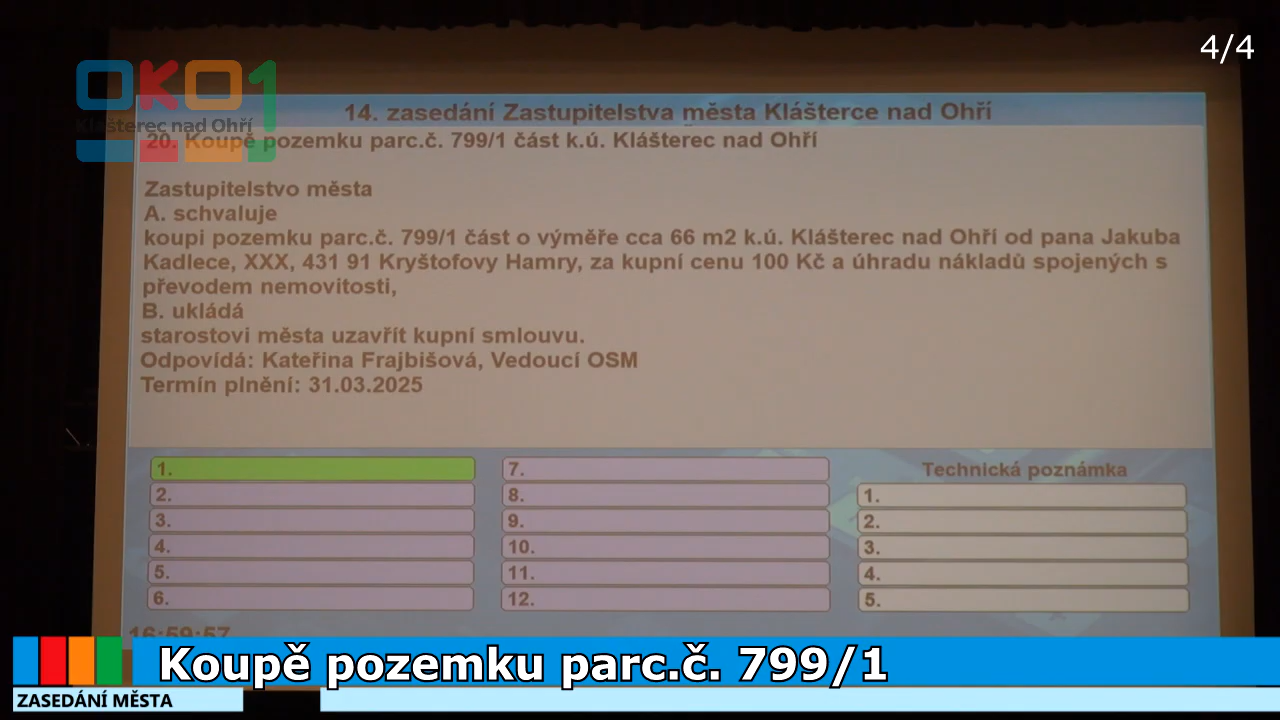 4/4
OKO1
Klášterec nad Ohří
14. zasedání Zastupitelstva města Klášterce nad Ohří
20. Koupě pozemku parc.č. 799/1 část k.ú. Klášterec nad Ohří
Zastupitelstvo města
A. schvaluje
koupi pozemku parc.č. 799/1 část o výměře cca 66 m2 k.ú. Klášterec nad Ohří od pana Jakuba
Kadlece, XXX, 431 91 Kryštofovy Hamry, za kupní cenu 100 Kč a úhradu nákladů spojených s
převodem nemovitosti,
B. ukládá
starostovi města uzavřít kupní smlouvu.
Odpovídá: Kateřina Frajbišová, Vedoucí OSM
Termín plnění: 31.03.2025
1.
2.
3.
4.
5.
6.
7.
8.
9.
10.
11.
12.
Technická poznámka
1.
2.
3.
4.
5.
16:59:57
Koupě pozemku parc.č. 799/1
ZASEDÁNÍ MĚSTA